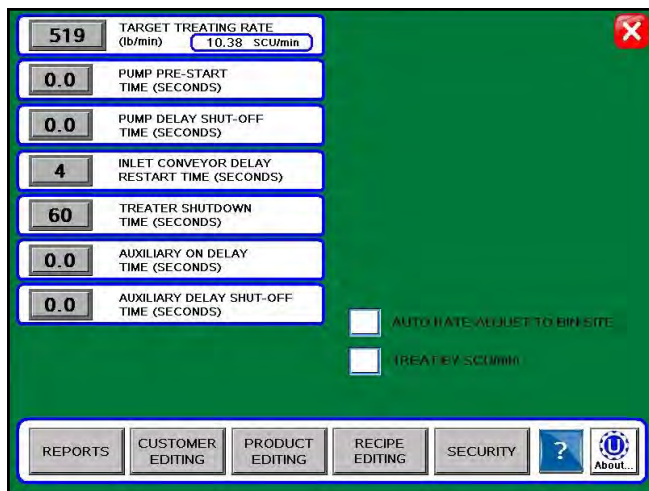 519
TARGET TREATING RATE
(lb/min) 10.38 SCU/min
0.0
PUMP PRE-START
TIME (SECONDS)
0.0
PUMP DELAY SHUT-OFF
TIME (SECONDS)
4
INLET CONVEYOR DELAY
RESTART TIME (SECONDS)
60
TREATER SHUTDOWN
TIME (SECONDS)
0.0
AUXILIARY ON DELAY
TIME (SECONDS)
0.0
AUXILIARY DELAY SHUT-OFF
TIME (SECONDS)
AUTO RATE ADJUST TO BIN SITE
TREAT BY SCU/min
REPORTS
CUSTOMER
EDITING
PRODUCT
EDITING
RECIPE
EDITING
SECURITY
?
U
About...